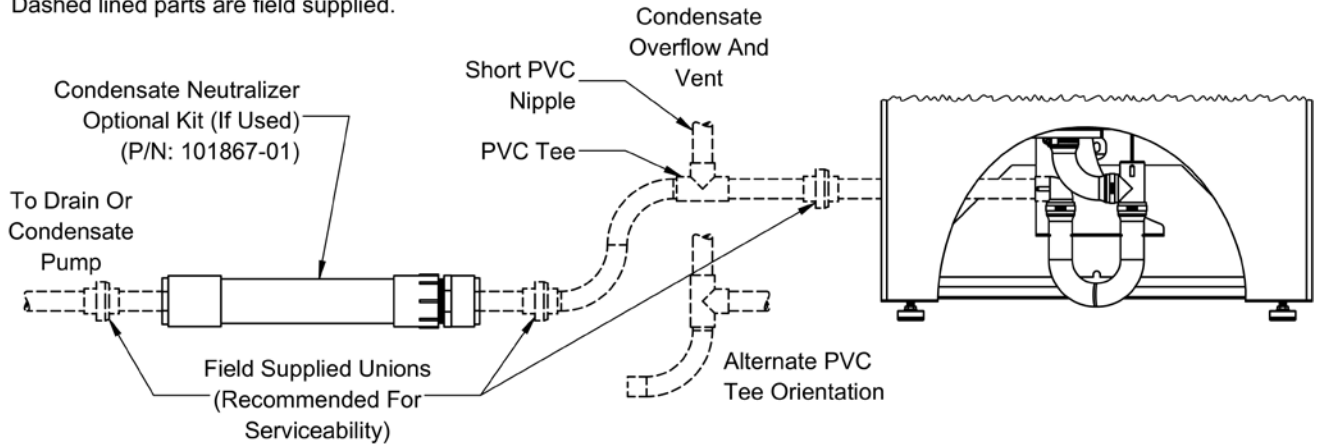 Dashed lined parts are field supplied.
Condensate
Overflow And
Vent
Short PVC
Nipple
Condensate Neutralizer
Optional Kit (If Used)
(P/N: 101867-01)
PVC Tee
To Drain Or
Condensate
Pump
Field Supplied Unions
(Recommended For
Serviceability)
Alternate PVC
Tee Orientation